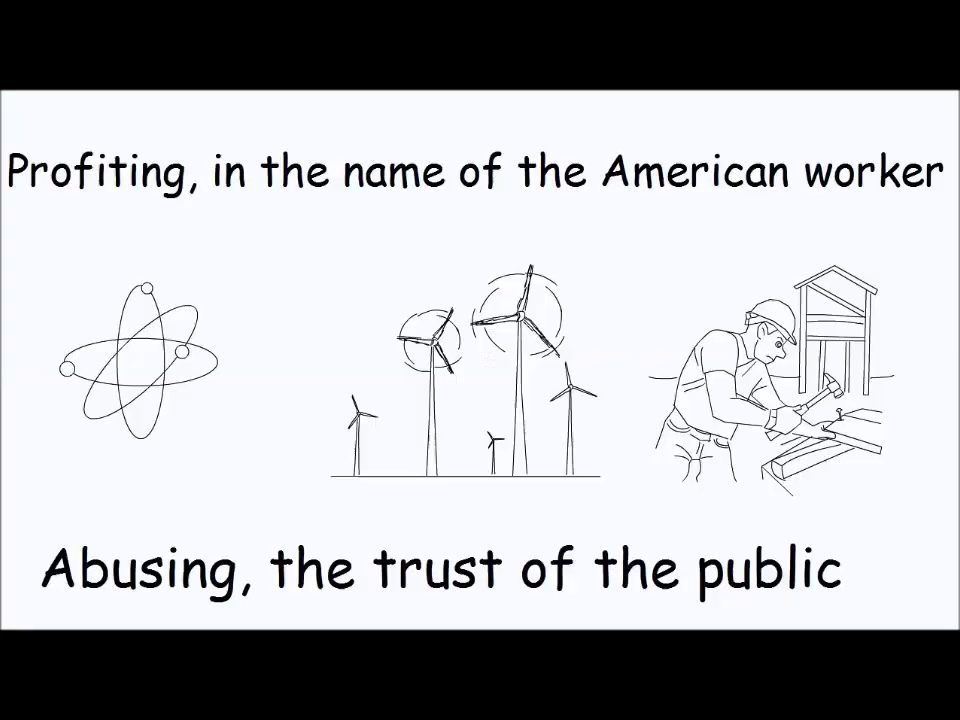 Profiting, in the name of the American worker
Abusing, the trust of the public